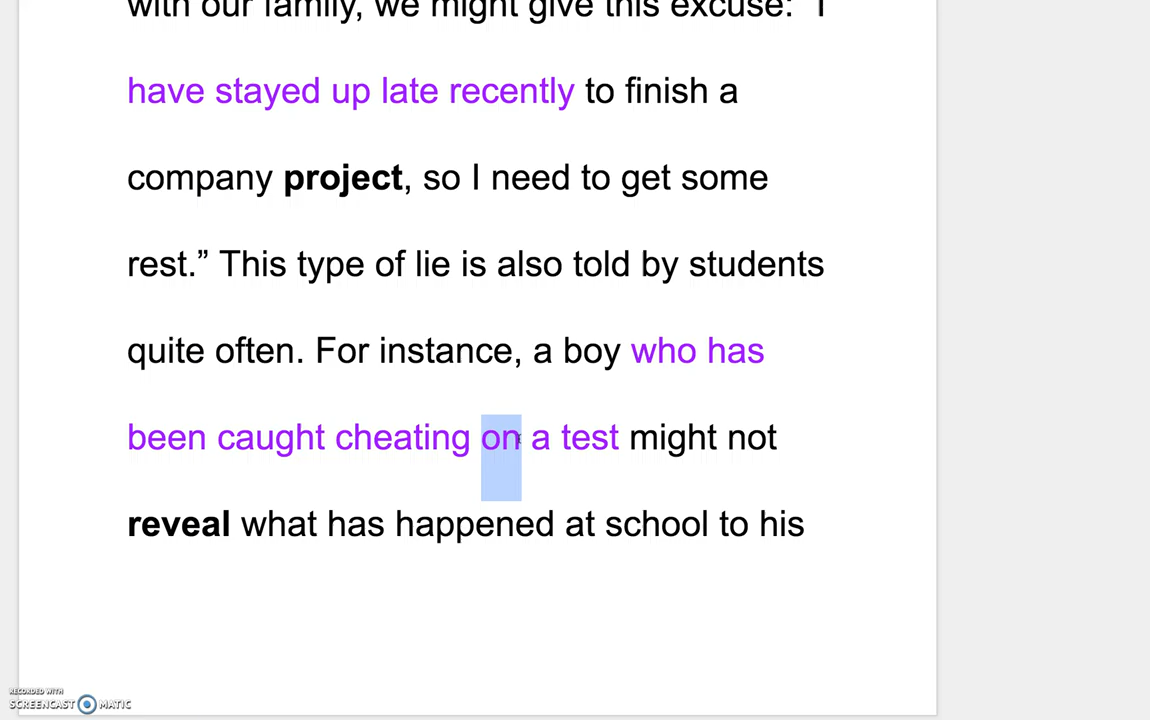 with our family, we might give this excuse: "I
have stayed up late recently to finish a
company project, so I need to get some
rest.” This type of lie is also told by students
quite often. For instance, a boy who has
been caught cheating on a test might not
reveal what has happened at school to his
RECORDED WITH
SCREENCAST MATIC